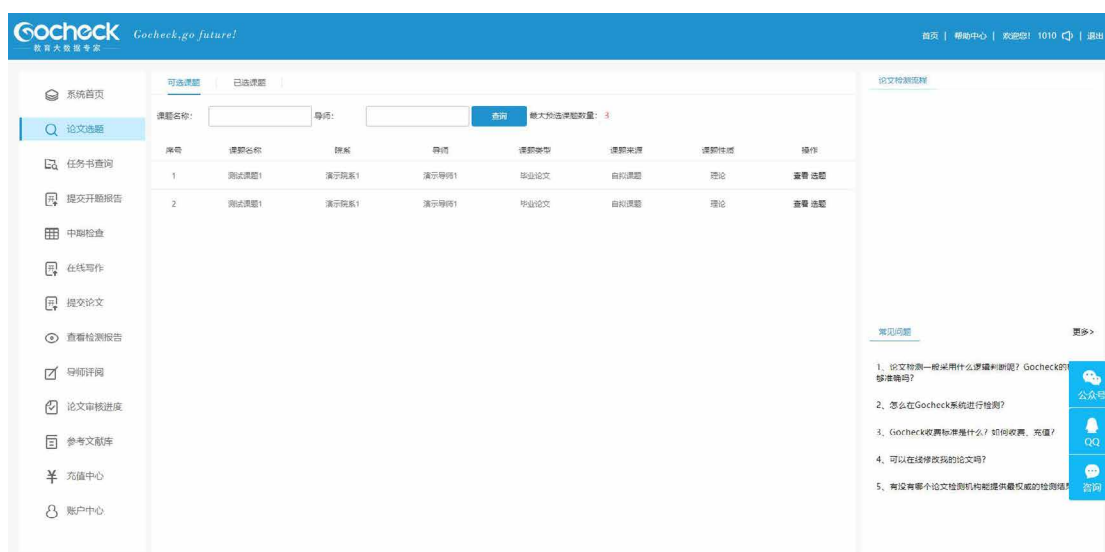 Gocheck
教育大数据专家
Gocheck,go future!
首页 | 帮助中心 | 欢迎您! 1010 | 退出
系统首页
论文选题
任务书查询
提交开题报告
中期检查
在线写作
提交论文
查看检测报告
导师评阅
论文审核进度
参考文献库
充值中心
账户中心
可选课题 已选课题
课题名称: 导师: 查询 最大预选课题数量: 3
序号 课题名称 院系 导师 课题类型 课题来源 课题性质 操作
1 测试课题1 演示院系1 演示导师1 毕业论文 自拟课题 理论 查看 选题
2 测试课题1 演示院系1 演示导师1 毕业论文 自拟课题 理论 查看 选题
论文检测流程
常见问题 更多>
1、论文检测一般采用什么逻辑判断呢? Gocheck的
够准确吗?
2、怎么在Gocheck系统进行检测?
3、Gocheck收费标准是什么? 如何收费、充值?
4、可以在线修改我的论文吗?
5、有没有哪个论文检测机构能提供最权威的检测结
公众号
QQ
咨询